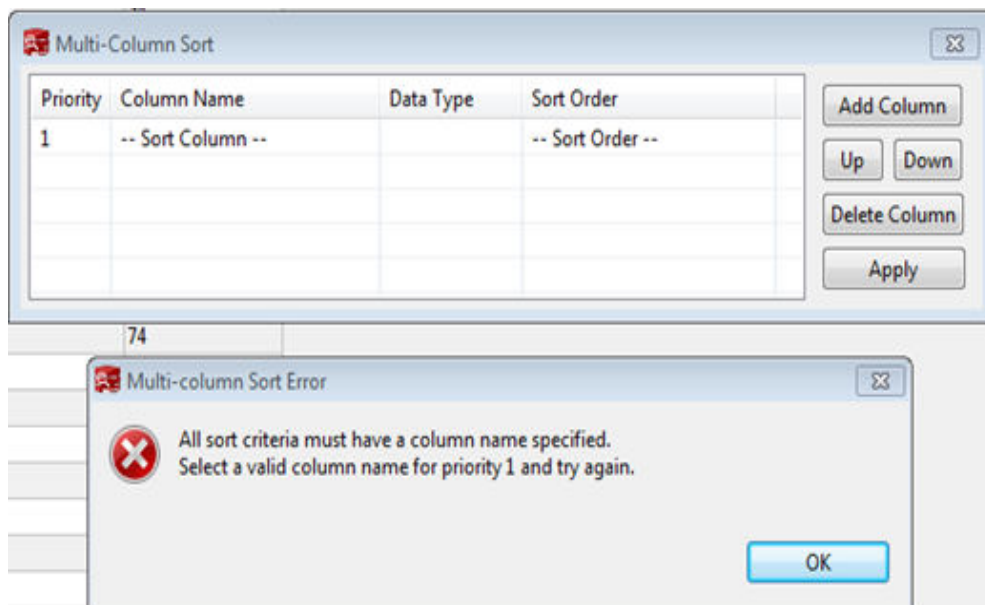 Multi-Column Sort
Priority Column Name Data Type Sort Order
1 -- Sort Column -- -- Sort Order --
Add Column
Up Down
Delete Column
Apply
74
Multi-column Sort Error
All sort criteria must have a column name specified.
Select a valid column name for priority 1 and try again.
OK